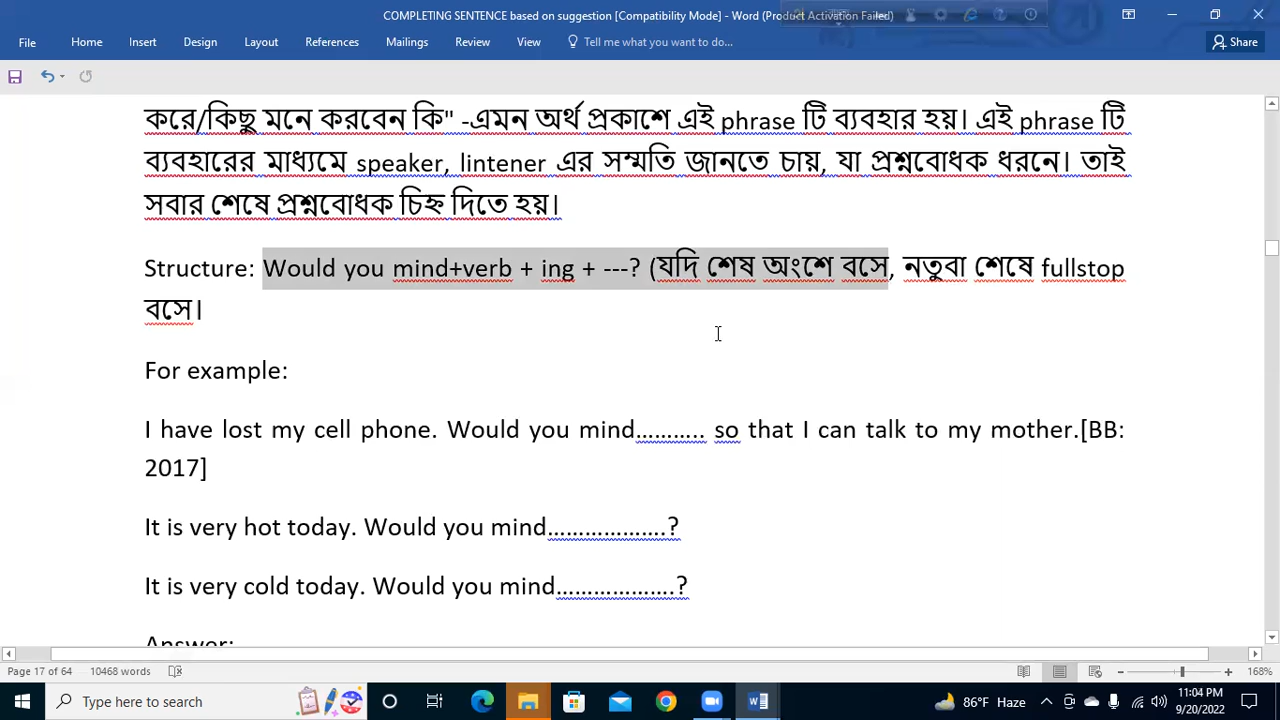 COMPLETING SENTENCE based on suggestion [Compatibility Mode] - Word (Product Activation Failed)
File Home Insert Design Layout References Mailings Review View Tell me what you want to do... Share
করে/কিছু মনে করবেন কি" -এমন অর্থ প্রকাশে এই phrase টি ব্যবহার হয়। এই phrase টি
ব্যবহারের মাধ্যমে speaker, lintener এর সম্মতি জানতে চায়, যা প্রশ্নবোধক ধরনে। তাই
সবার শেষে প্রশ্নবোধক চিহ্ন দিতে হয়।
Structure: Would you mind+verb + ing + ---? (যদি শেষ অংশে বসে, নতুবা শেষে fullstop
বসে।
For example:
I have lost my cell phone. Would you mind……….. so that I can talk to my mother.[BB:
2017]
It is very hot today. Would you mind……………….?
It is very cold today. Would you mind……………….?
Answer:
Page 17 of 64 10468 words 168%
Type here to search 86°F Haze 11:04 PM
9/20/2022